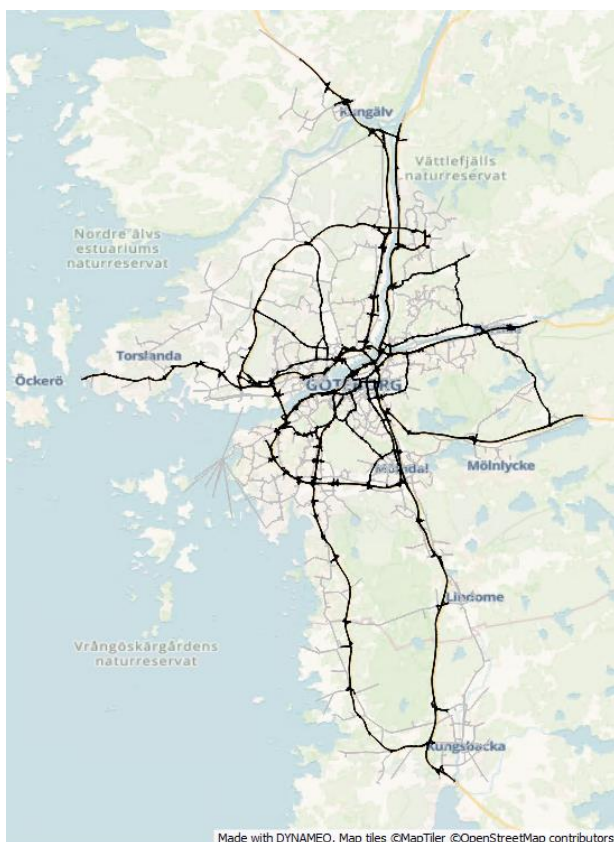 Kungälv
Vättlefjälls
naturreservat
Nordre älvs
estuariums
naturreservat
Torslanda
Öckerö
GÖTEBORG
Mölndal
Mölnlycke
Lindome
Vrångöskärgårdens
naturreservat
Kungsbacka
Made with DYNAMEQ. Map tiles ©MapTiler ©OpenStreetMap contributors